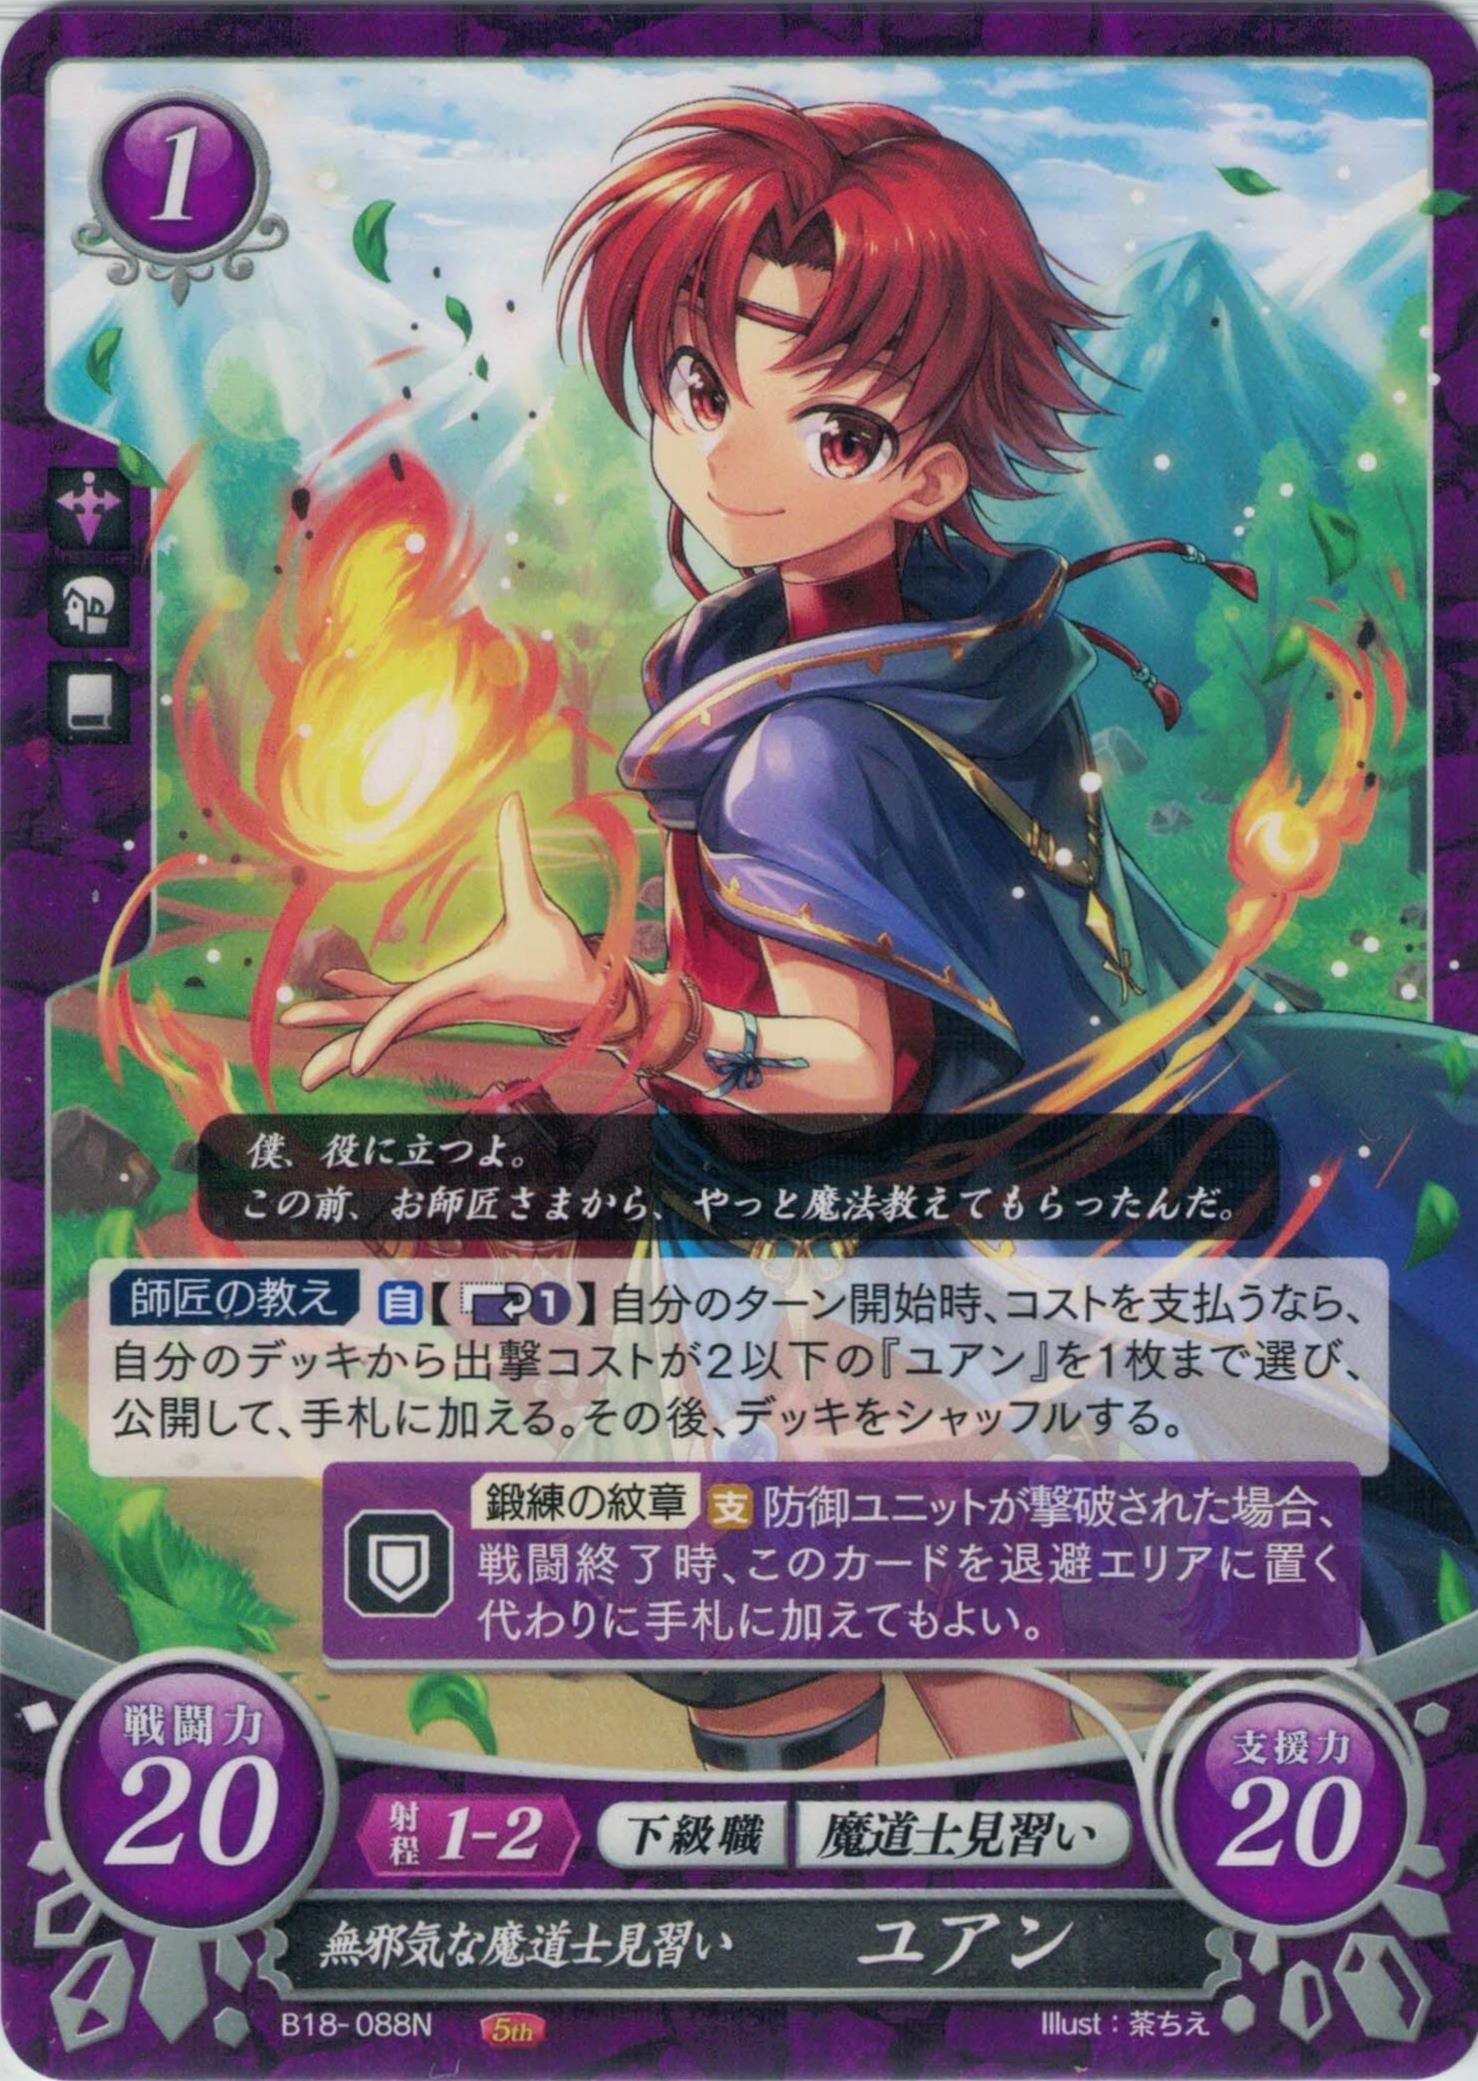 1
僕、役に立つよ。
この前、お師匠さまから、やっと魔法教えてもらったんだ。
師匠の教え 自【 1】自分のターン開始時、コストを支払うなら、
自分のデッキから出撃コストが2以下の『ユアン』を1枚まで選び、
公開して、手札に加える。その後、デッキをシャッフルする。
鍛練の紋章 支 防御ユニットが撃破された場合、
戦闘終了時、このカードを退避エリアに置く
代わりに手札に加えてもよい。
戦闘力
20
射程 1-2 下級職 魔道士見習い
支援力
20
無邪気な魔道士見習い ユアン
B18-088N 5th Illust：茶ちえ